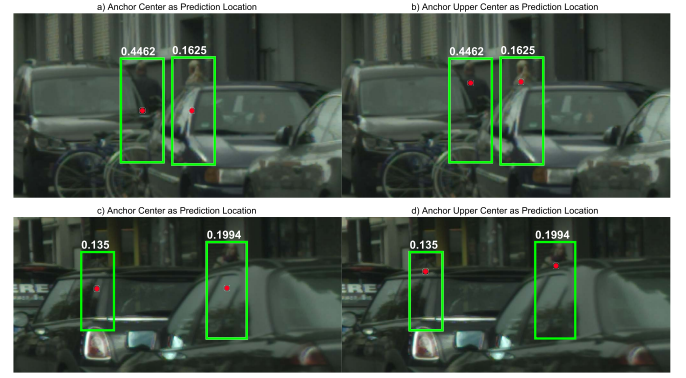 a) Anchor Center as Prediction Location
b) Anchor Upper Center as Prediction Location
0.4462
0.1625
0.4462
0.1625
c) Anchor Center as Prediction Location
d) Anchor Upper Center as Prediction Location
0.135
0.1994
0.135
0.1994
ERE
ERE